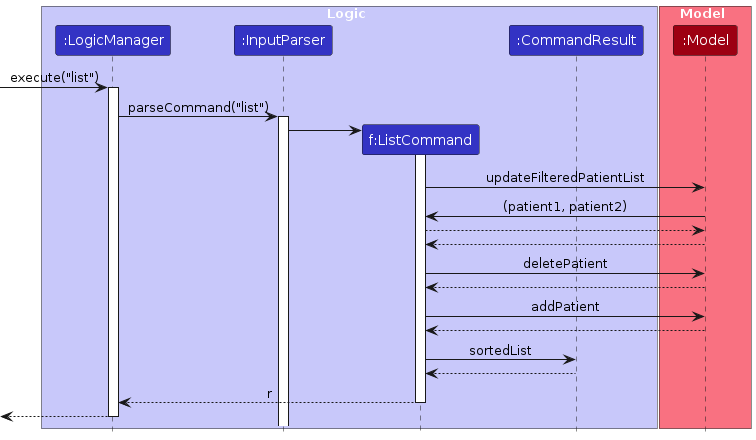 Logic
Model
:LogicManager
:InputParser
:CommandResult
:Model
execute("list")
parseCommand("list")
f:ListCommand
updateFilteredPatientList
(patient1, patient2)
deletePatient
addPatient
sortedList
r